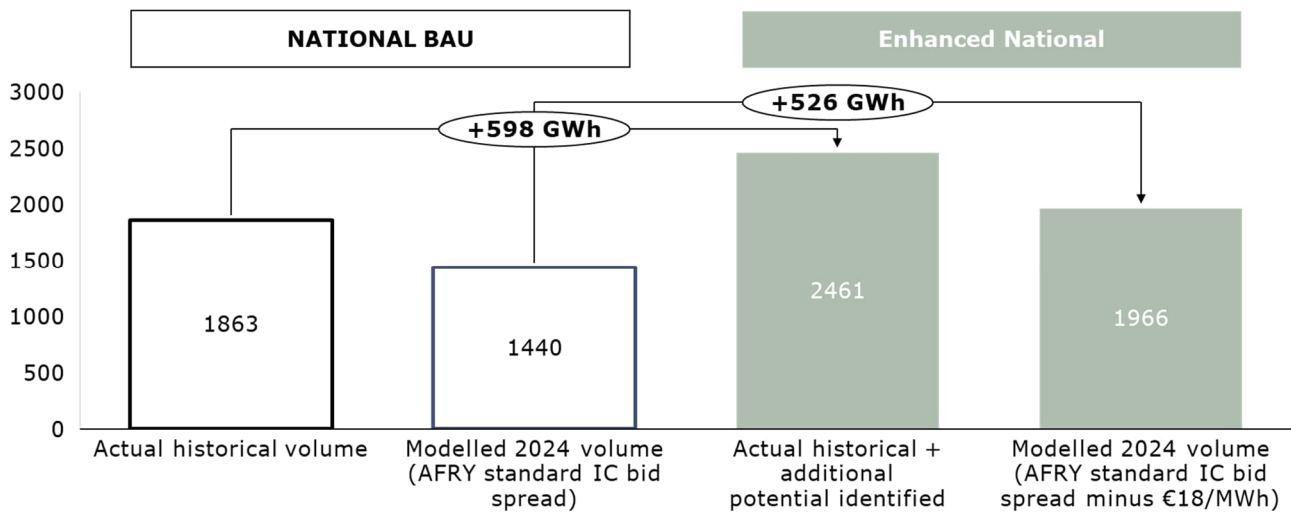 NATIONAL BAU
Enhanced National
+526 GWh
+598 GWh
3000
2500
2000
1500
1000
500
0
1863
1440
2461
1966
Actual historical volume
Modelled 2024 volume
(AFRY standard IC bid
spread)
Actual historical +
additional
potential identified
Modelled 2024 volume
(AFRY standard IC bid
spread minus €18/MWh)